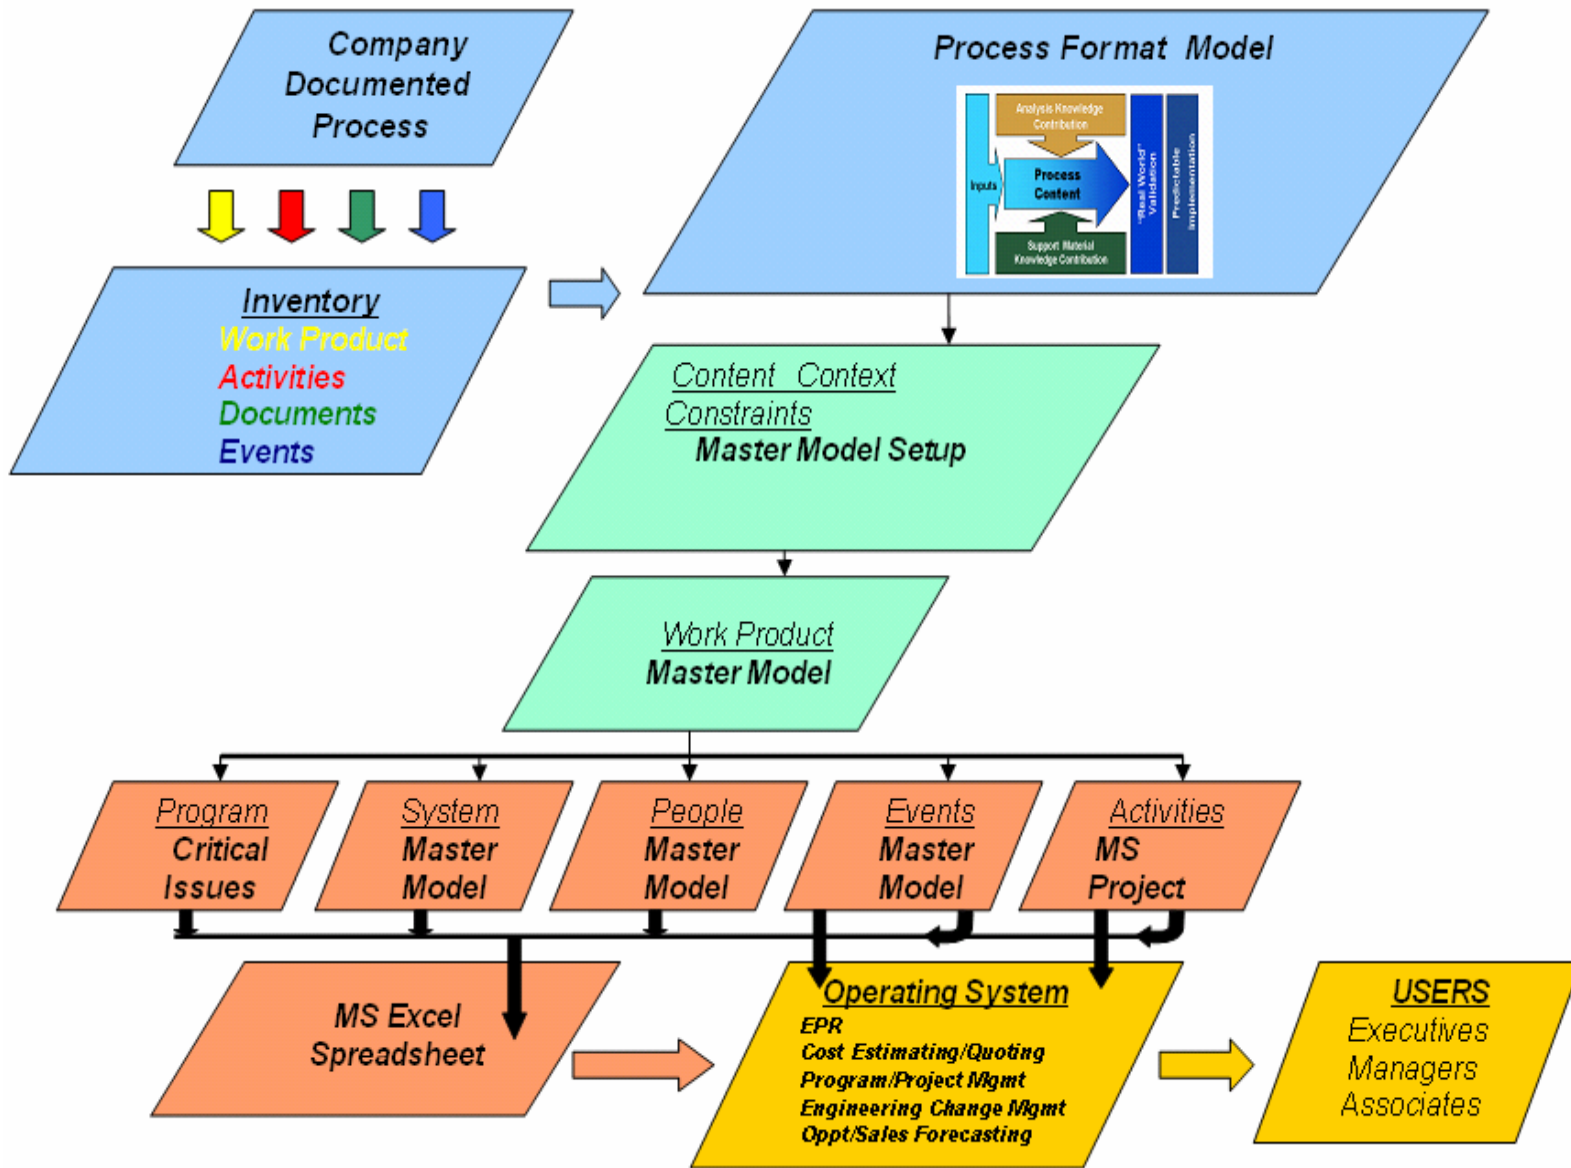 Company
Documented
Process
Process Format Model
Analysis Knowledge
Contribution
Inputs
Process
Content
"Real World"
Validation
Predictable
Implementation
Support Material
Knowledge Contribution
Inventory
Work Product
Activities
Documents
Events
Content Context
Constraints
Master Model Setup
Work Product
Master Model
Program
Critical
Issues
System
Master
Model
People
Master
Model
Events
Master
Model
Activities
MS
Project
MS Excel
Spreadsheet
Operating System
EPR
Cost Estimating/Quoting
Program/Project Mgmt
Engineering Change Mgmt
Oppt/Sales Forecasting
USERS
Executives
Managers
Associates